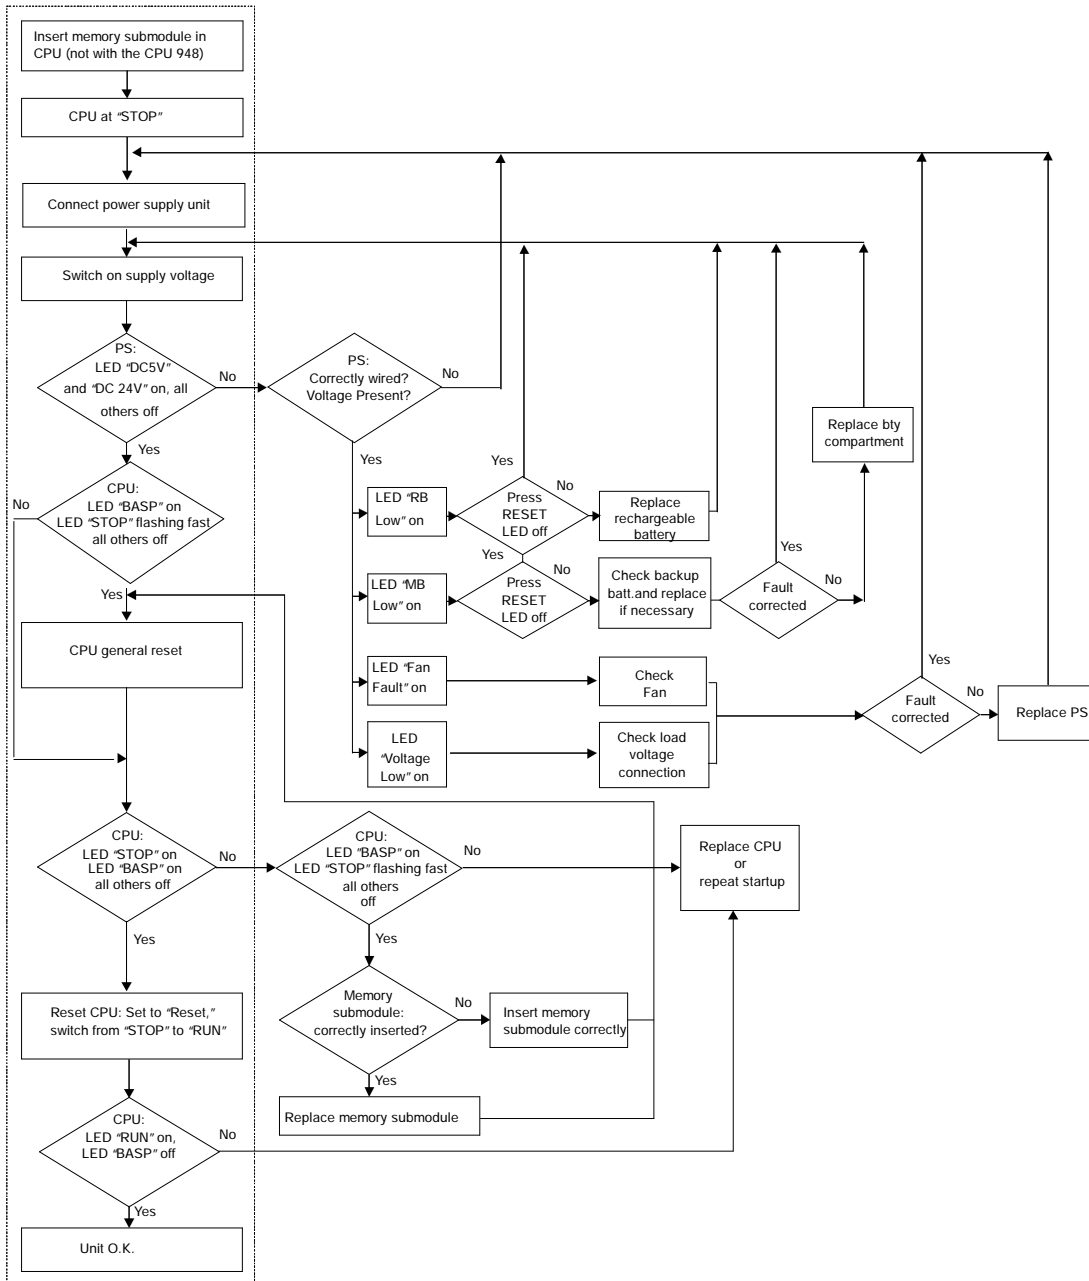 Insert memory submodule in
CPU (not with the CPU 948)
CPU at “STOP”
Connect power supply unit
Switch on supply voltage
PS:
LED “DC5V”
and “DC 24V” on, all
others off
No
Yes
PS:
Correctly wired?
Voltage Present?
No
Yes
CPU:
LED “BASP” on
LED “STOP” flashing fast
all others off
No
Yes
CPU general reset
LED “RB
Low” on
Yes
Press
RESET
LED off
No
Replace
rechargeable
battery
LED “MB
Low” on
Yes
Press
RESET
LED off
No
Check backup
batt.and replace
if necessary
Yes
Fault
corrected
No
Replace bty
compartment
LED “Fan
Fault” on
Check
Fan
LED
“Voltage
Low” on
Check load
voltage
connection
Yes
Fault
corrected
No
Replace PS
CPU:
LED “STOP” on
LED “BASP” on
all others off
No
Yes
CPU:
LED “BASP” on
LED “STOP” flashing fast
all others
off
No
Yes
Replace CPU
or
repeat startup
Memory
submodule:
correctly inserted?
No
Insert memory
submodule correctly
Yes
Replace memory submodule
Reset CPU: Set to “Reset,”
switch from “STOP” to “RUN”
CPU:
LED “RUN” on,
LED “BASP” off
No
Yes
Unit O.K.